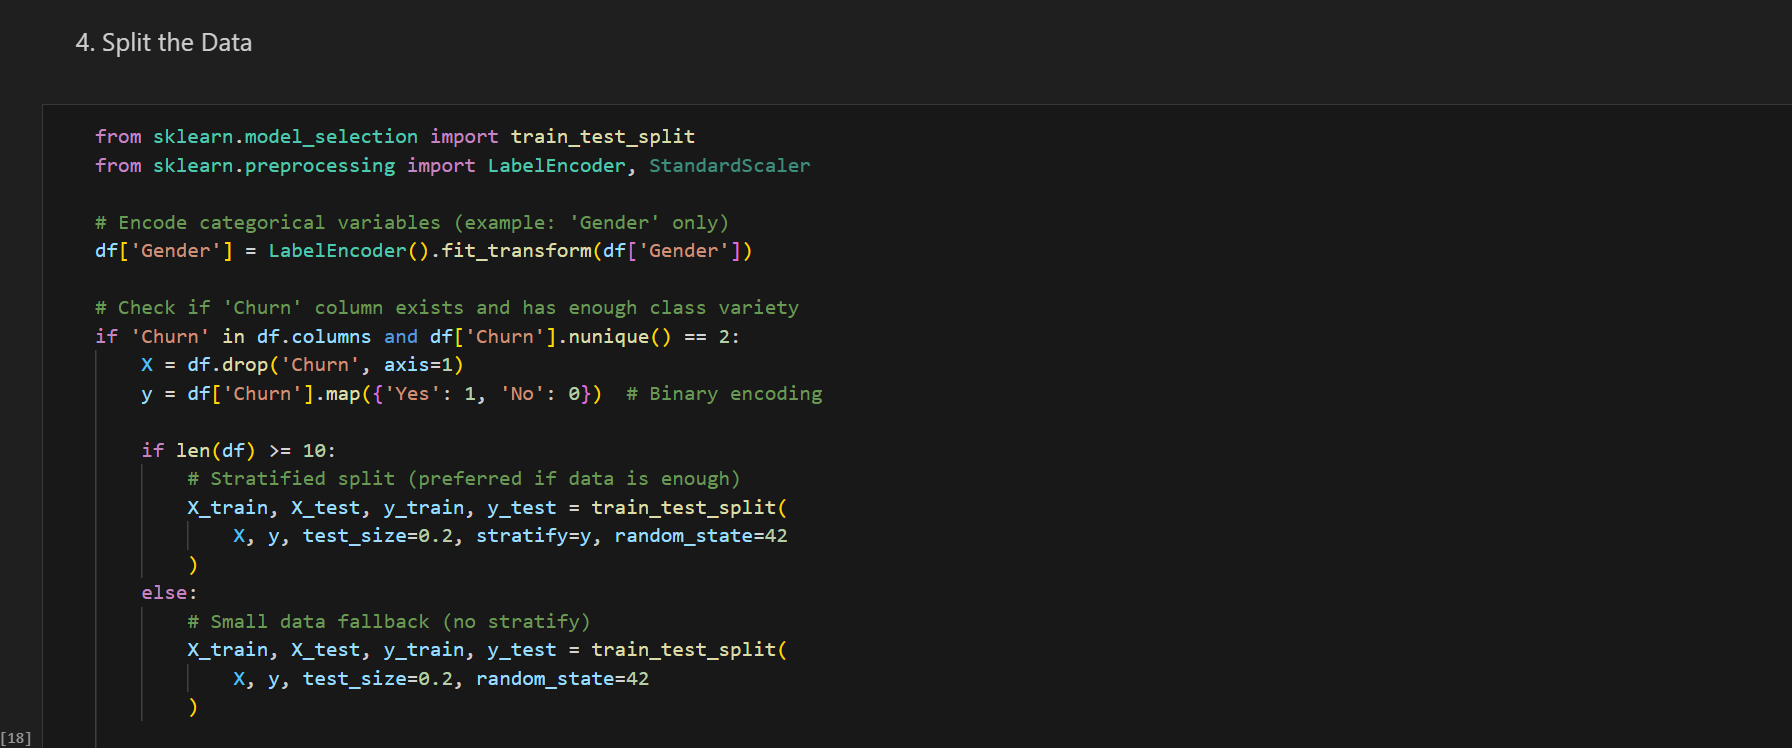 4. Split the Data
from sklearn.model_selection import train_test_split
from sklearn.preprocessing import LabelEncoder, StandardScaler
# Encode categorical variables (example: 'Gender' only)
df['Gender'] = LabelEncoder().fit_transform(df['Gender'])
# Check if 'Churn' column exists and has enough class variety
if 'Churn' in df.columns and df['Churn'].nunique() == 2:
    X = df.drop('Churn', axis=1)
    y = df['Churn'].map({'Yes': 1, 'No': 0})  # Binary encoding
    if len(df) >= 10:
        # Stratified split (preferred if data is enough)
        X_train, X_test, y_train, y_test = train_test_split(
            X, y, test_size=0.2, stratify=y, random_state=42
        )
    else:
        # Small data fallback (no stratify)
        X_train, X_test, y_train, y_test = train_test_split(
            X, y, test_size=0.2, random_state=42
        )
[18]